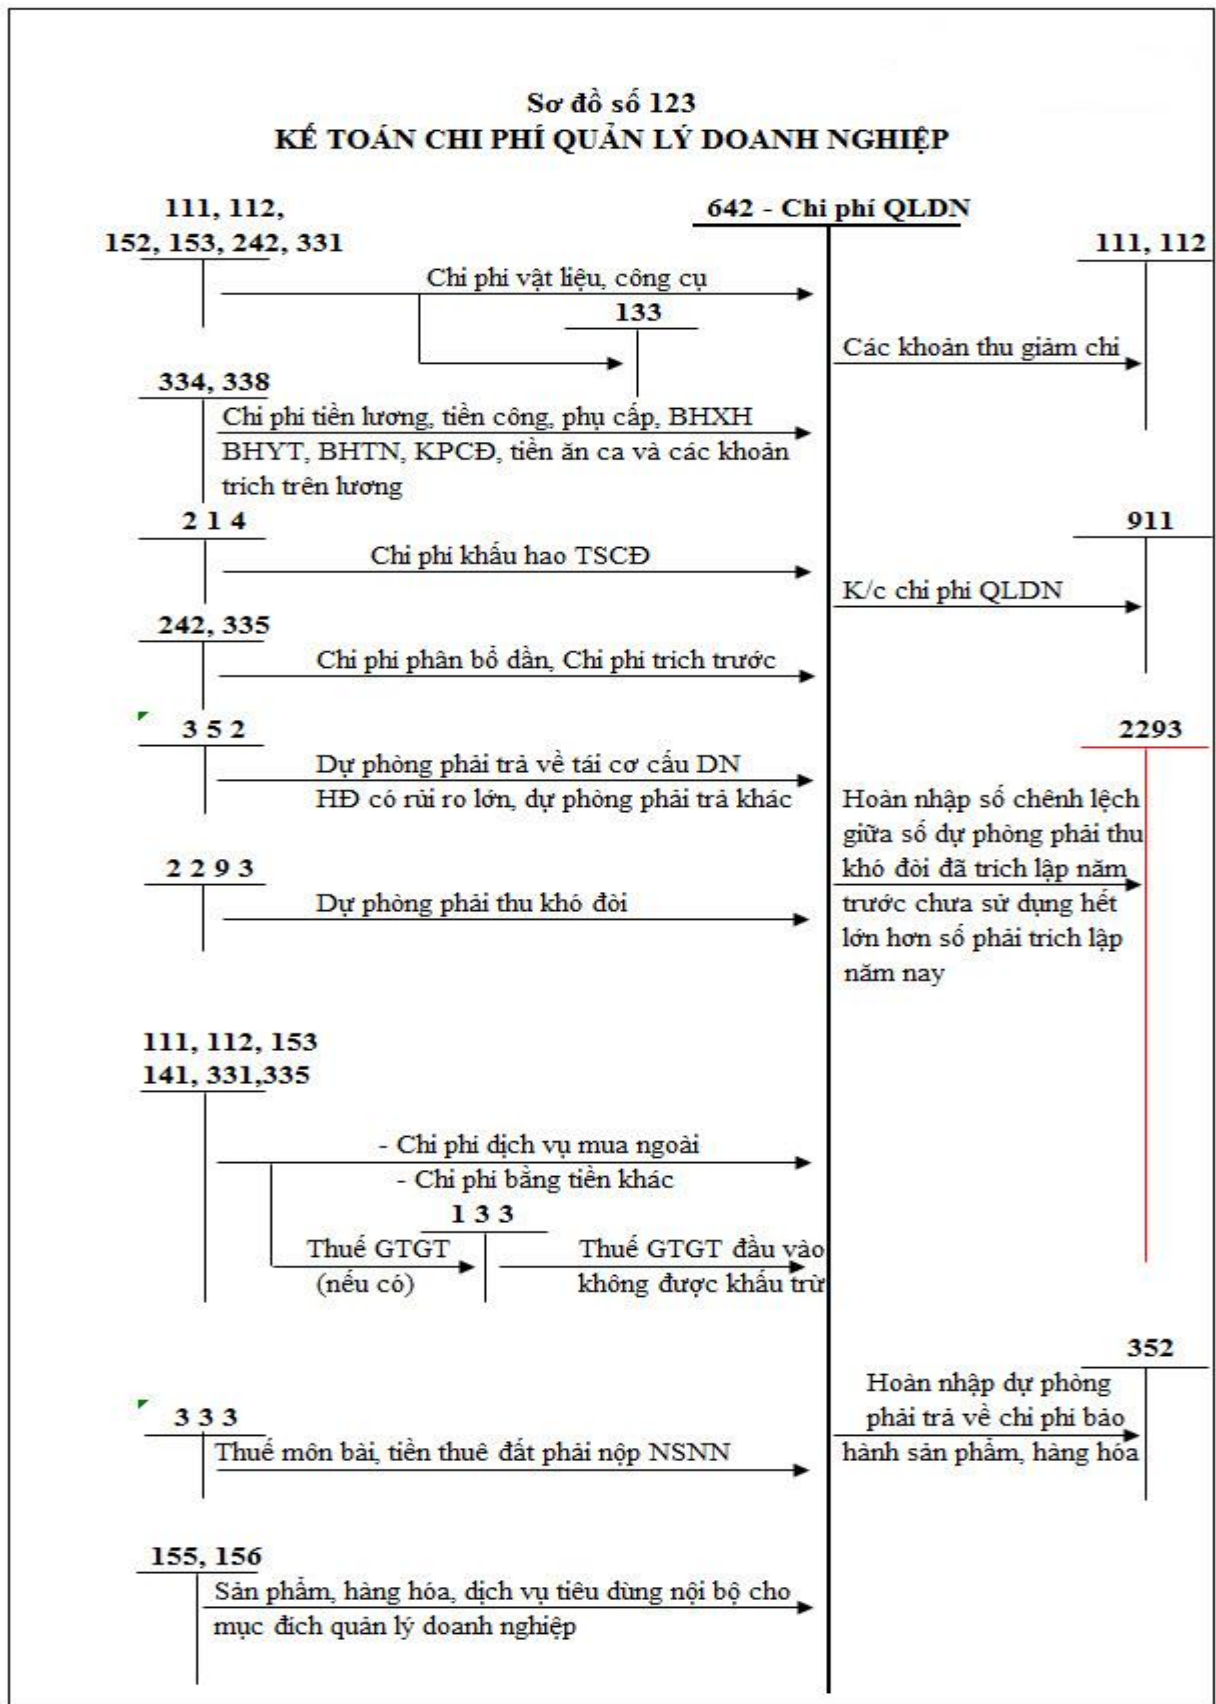 Sơ đồ số 123
KẾ TOÁN CHI PHÍ QUẢN LÝ DOANH NGHIỆP
111, 112,
152, 153, 242, 331
642 - Chi phí QLDN
111, 112
Chi phí vật liệu, công cụ
133
Các khoản thu giảm chi
334, 338
Chi phí tiền lương, tiền công, phụ cấp, BHXH
BHYT, BHTN, KPCĐ, tiền ăn ca và các khoản
trích trên lương
2 1 4
911
Chi phí khấu hao TSCĐ
K/c chi phí QLDN
242, 335
Chi phí phân bổ dần, Chi phí trích trước
3 5 2
2293
Dự phòng phải trả về tái cơ cấu DN
HĐ có rủi ro lớn, dự phòng phải trả khác
Hoàn nhập số chênh lệch
giữa số dự phòng phải thu
khó đòi đã trích lập năm
trước chưa sử dụng hết
lớn hơn số phải trích lập
năm nay
2 2 9 3
Dự phòng phải thu khó đòi
111, 112, 153
141, 331,335
- Chi phí dịch vụ mua ngoài
- Chi phí bằng tiền khác
1 3 3
Thuế GTGT
(nếu có)
Thuế GTGT đầu vào
không được khấu trừ
352
Hoàn nhập dự phòng
phải trả về chi phí bảo
hành sản phẩm, hàng hóa
3 3 3
Thuế môn bài, tiền thuê đất phải nộp NSNN
155, 156
Sản phẩm, hàng hóa, dịch vụ tiêu dùng nội bộ cho
mục đích quản lý doanh nghiệp